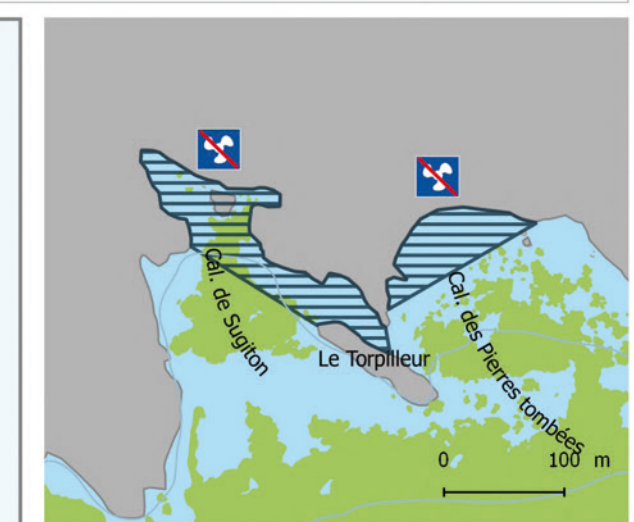 Cal. de Sugiton
Cal. des Pierres tombées
Le Torpilleur
0 100 m